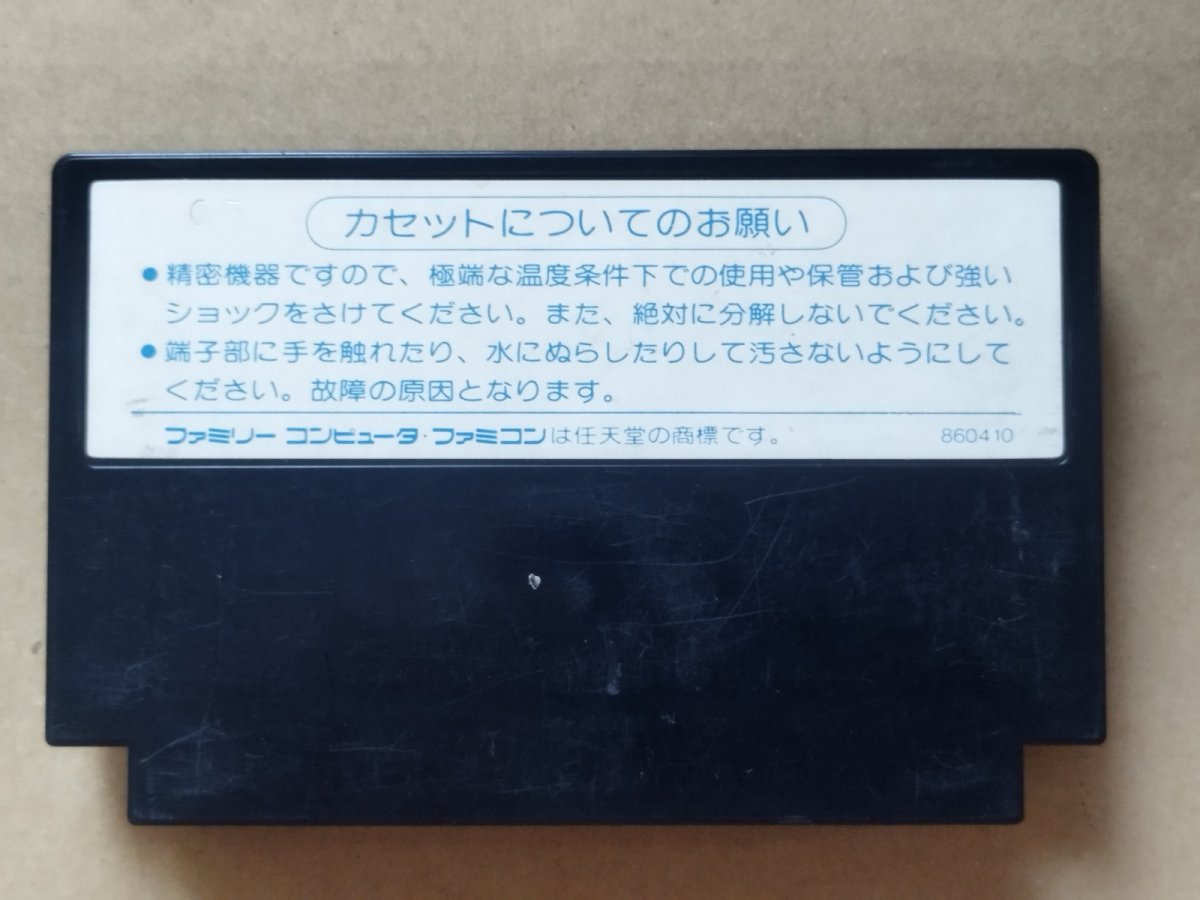 カセットについてのお願い
●精密機器ですので、極端な温度条件下での使用や保管および強い
ショックをさけてください。また、絶対に分解しないでください。
●端子部に手を触れたり、水にぬらしたりして汚さないようにして
ください。故障の原因となります。
ファミリー コンピュータ・ファミコンは任天堂の商標です。 860410